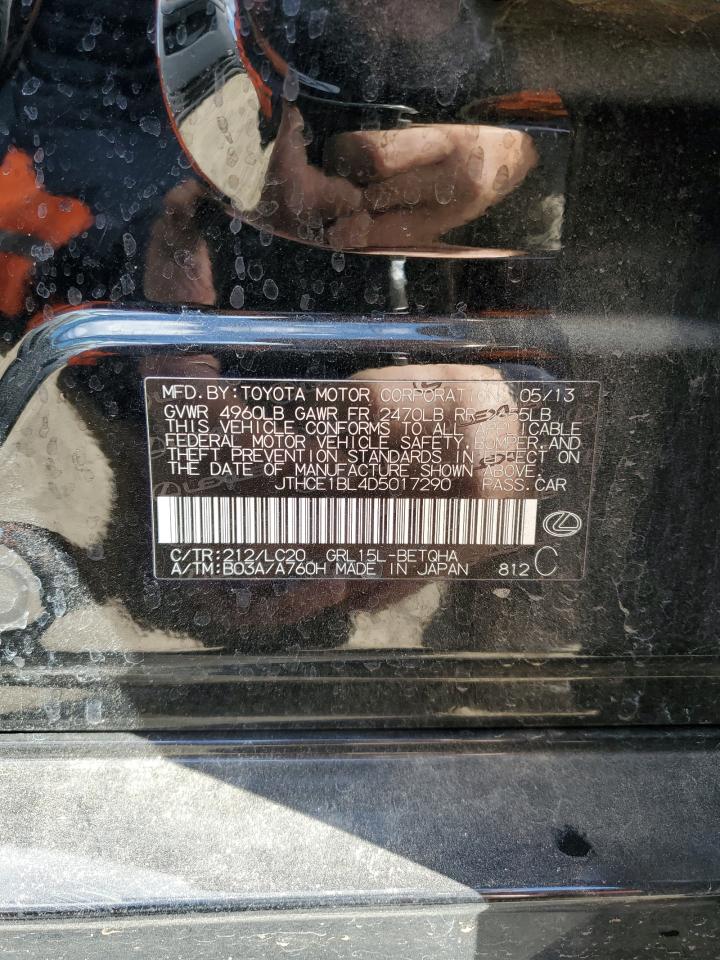 MFD. BY: TOYOTA MOTOR CORPORATION 05/13
GVWR 4960LB GAWR FR 2470LB RR
THIS VEHICLE CONFORMS TO ALL APPLICABLE
FEDERAL MOTOR VEHICLE SAFETY, BUMPER, AND
THEFT PREVENTION STANDARDS IN EFFECT ON
THE DATE OF MANUFACTURE SHOWN ABOVE.
JTHCE1BL4D5017290 PASS. CAR
C/TR: 212/LC20 GRL15L-BETQHA
A/TM: B03A/A760H MADE IN JAPAN 812 C